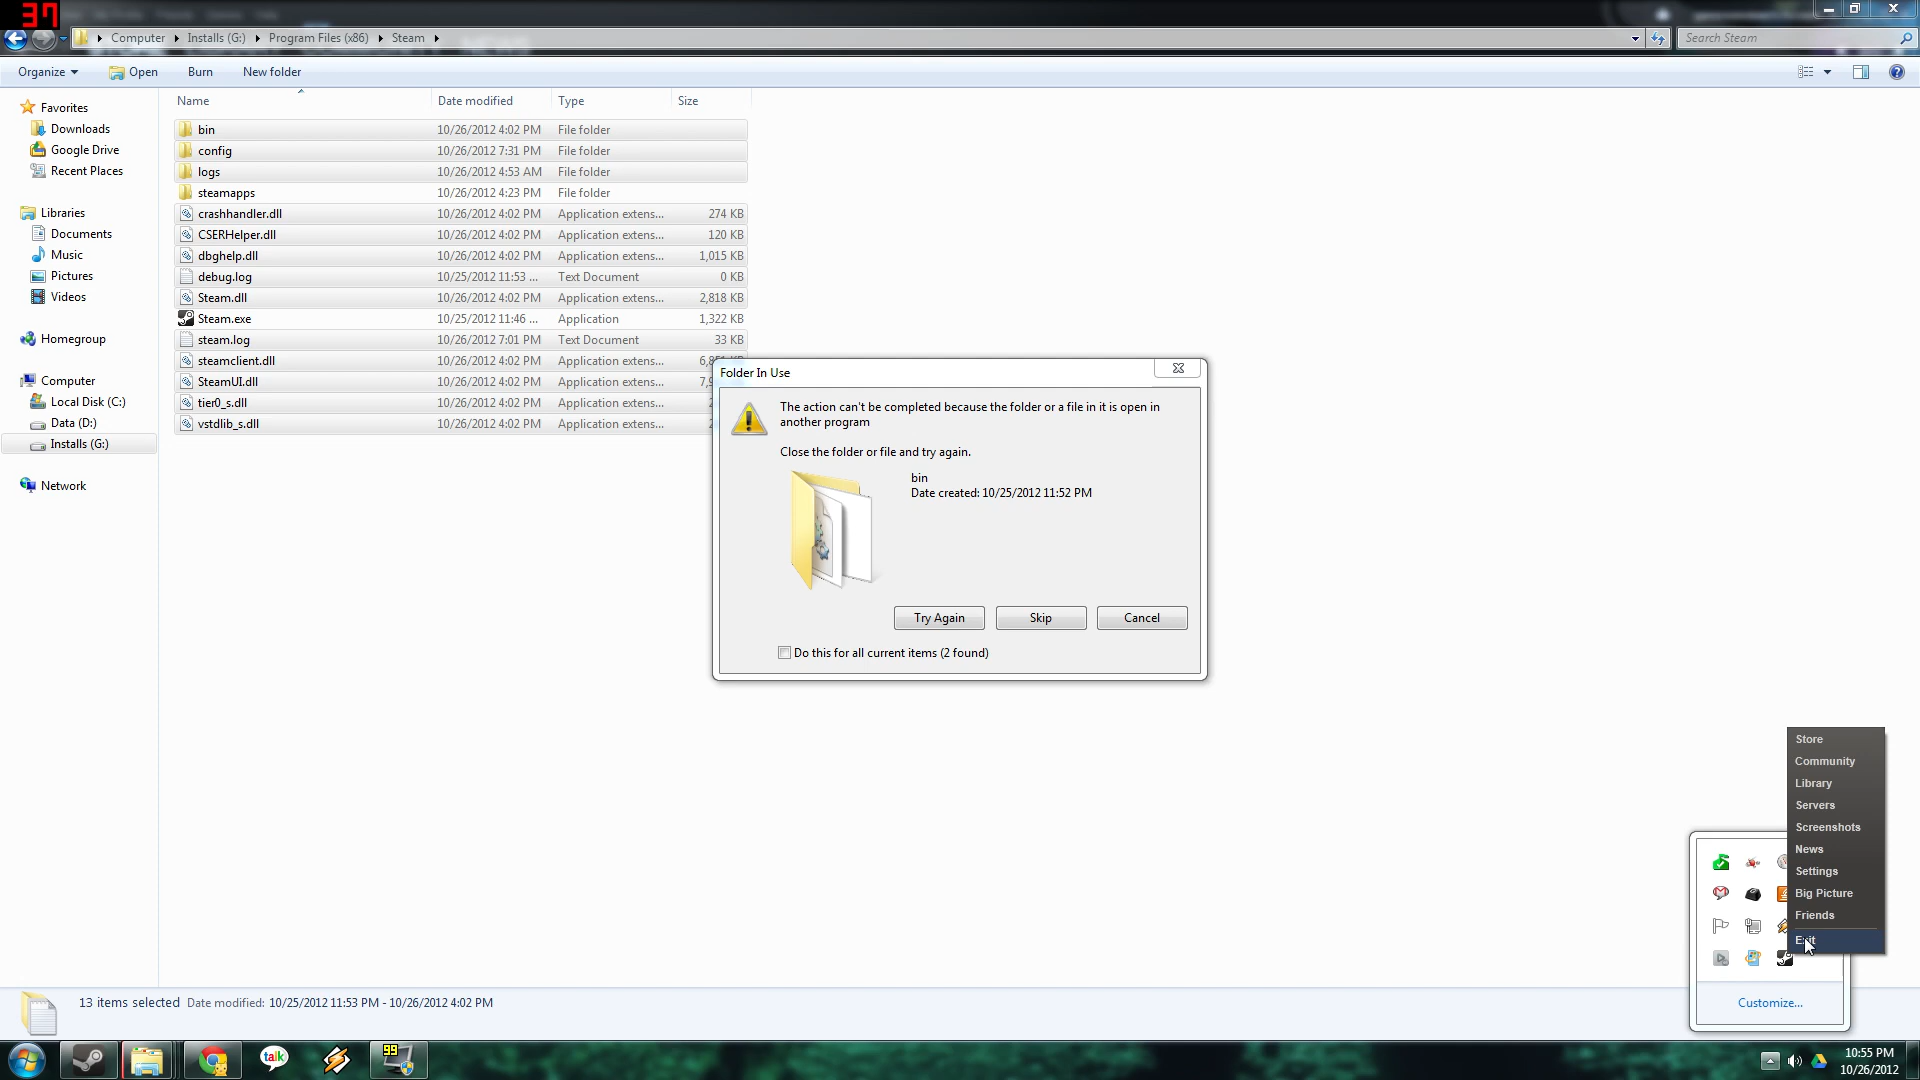 37
Computer Installs (G:) Program Files (x86) Steam
Search Steam
Organize Open Burn New folder
Name Date modified Type Size
Favorites
Downloads
Google Drive
Recent Places
Libraries
Documents
Music
Pictures
Videos
Homegroup
Computer
Local Disk (C:)
Data (D:)
Installs (G:)
Network
bin 10/26/2012 4:02 PM File folder
config 10/26/2012 7:31 PM File folder
logs 10/26/2012 4:53 AM File folder
steamapps 10/26/2012 4:23 PM File folder
crashhandler.dll 10/26/2012 4:02 PM Application extens... 274 KB
CSERHelper.dll 10/26/2012 4:02 PM Application extens... 120 KB
dbghelp.dll 10/26/2012 4:02 PM Application extens... 1,015 KB
debug.log 10/25/2012 11:53 ... Text Document 0 KB
Steam.dll 10/26/2012 4:02 PM Application extens... 2,818 KB
Steam.exe 10/25/2012 11:46 ... Application 1,322 KB
steam.log 10/26/2012 7:01 PM Text Document 33 KB
steamclient.dll 10/26/2012 4:02 PM Application extens...
SteamUI.dll 10/26/2012 4:02 PM Application extens...
tier0_s.dll 10/26/2012 4:02 PM Application extens...
vstdlib_s.dll 10/26/2012 4:02 PM Application extens...
Folder In Use
The action can't be completed because the folder or a file in it is open in
another program
Close the folder or file and try again.
bin
Date created: 10/25/2012 11:52 PM
Try Again Skip Cancel
Do this for all current items (2 found)
Store
Community
Library
Servers
Screenshots
News
Settings
Big Picture
Friends
Exit
Customize...
13 items selected Date modified: 10/25/2012 11:53 PM - 10/26/2012 4:02 PM
talk
99
10:55 PM
10/26/2012